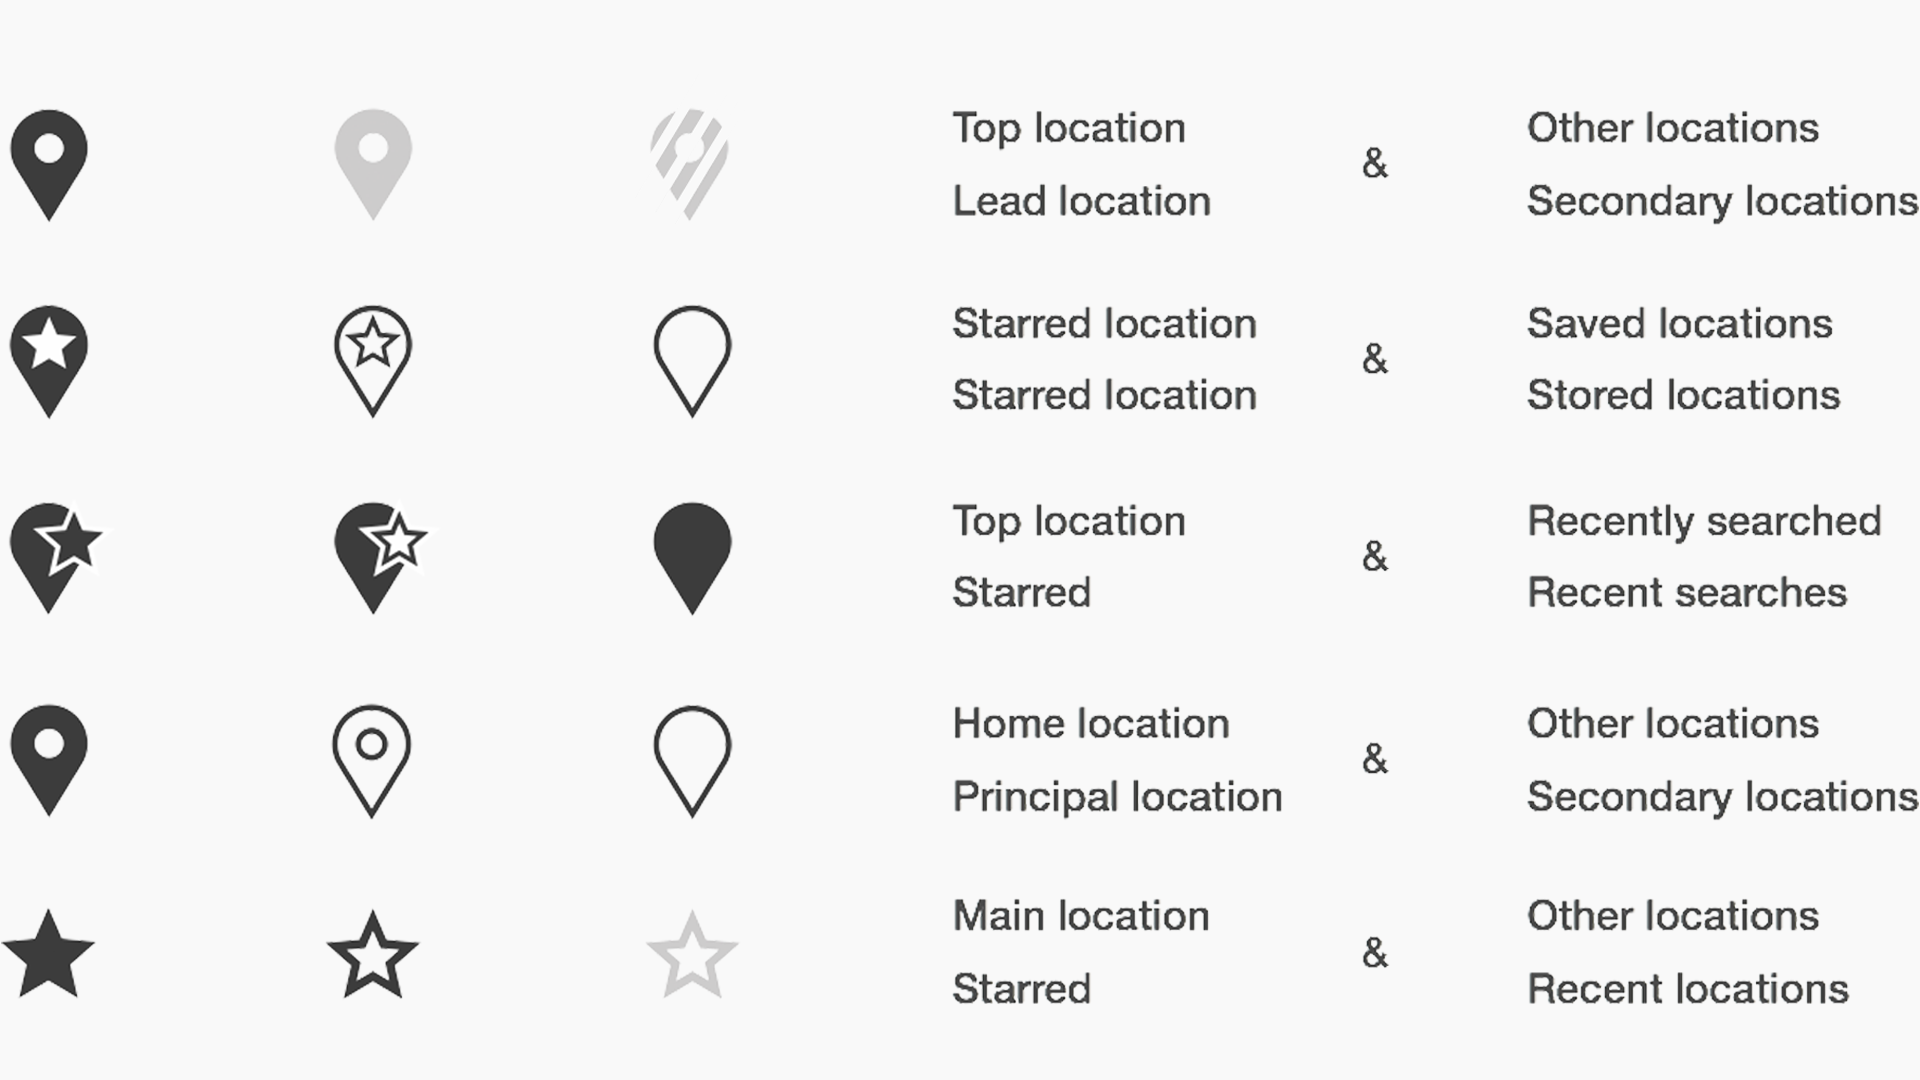 Top location
Lead location
&
Other locations
Secondary locations
Starred location
Starred location
&
Saved locations
Stored locations
Top location
Starred
&
Recently searched
Recent searches
Home location
Principal location
&
Other locations
Secondary locations
Main location
Starred
&
Other locations
Recent locations